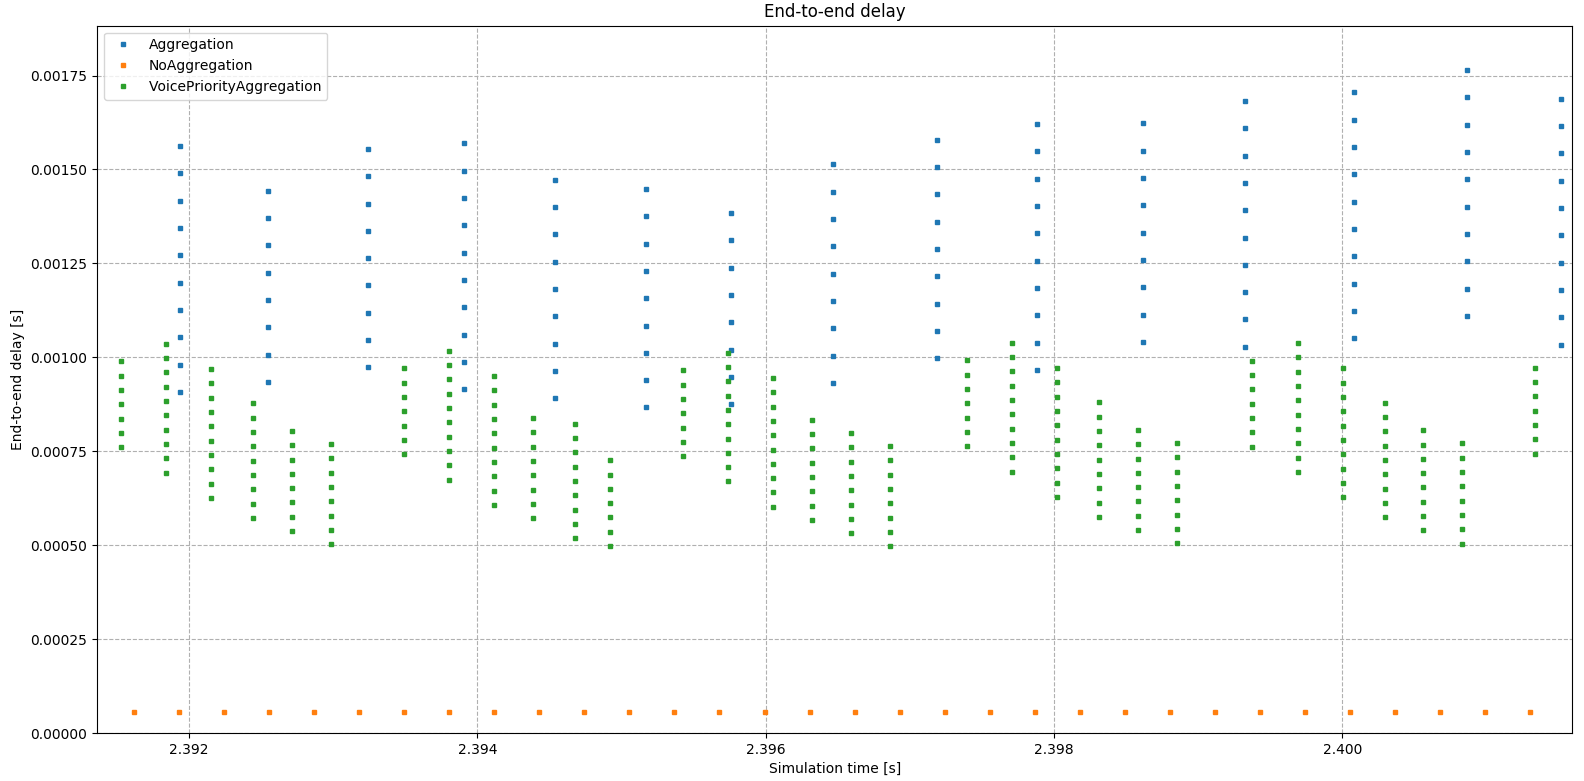 End-to-end delay
Aggregation
NoAggregation
VoicePriorityAggregation
End-to-end delay [s]
0.00175
0.00150
0.00125
0.00100
0.00075
0.00050
0.00025
0.00000
2.392 2.394 2.396 2.398 2.400
Simulation time [s]